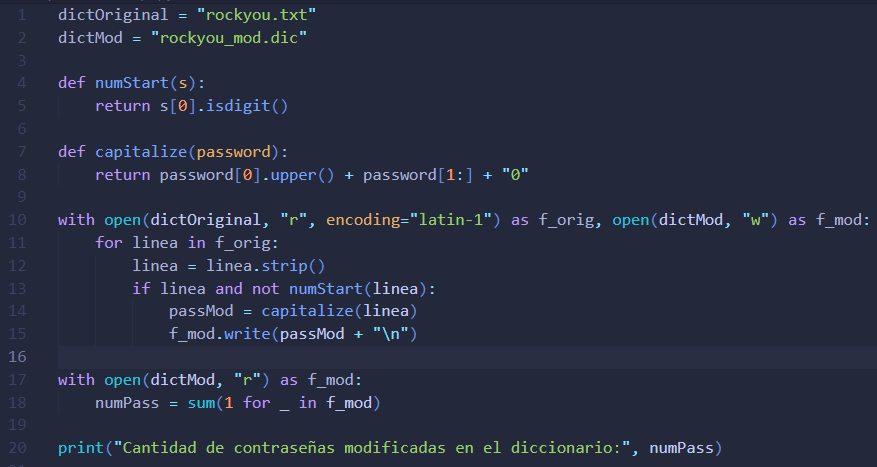 1 dictOriginal = "rockyou.txt"
2 dictMod = "rockyou_mod.dic"
3
4 def numStart(s):
5     return s[0].isdigit()
6
7 def capitalize(password):
8     return password[0].upper() + password[1:] + "0"
9
10 with open(dictOriginal, "r", encoding="latin-1") as f_orig, open(dictMod, "w") as f_mod:
11     for linea in f_orig:
12         linea = linea.strip()
13         if linea and not numStart(linea):
14             passMod = capitalize(linea)
15             f_mod.write(passMod + "\n")
16
17 with open(dictMod, "r") as f_mod:
18     numPass = sum(1 for _ in f_mod)
19
20 print("Cantidad de contraseñas modificadas en el diccionario:", numPass)